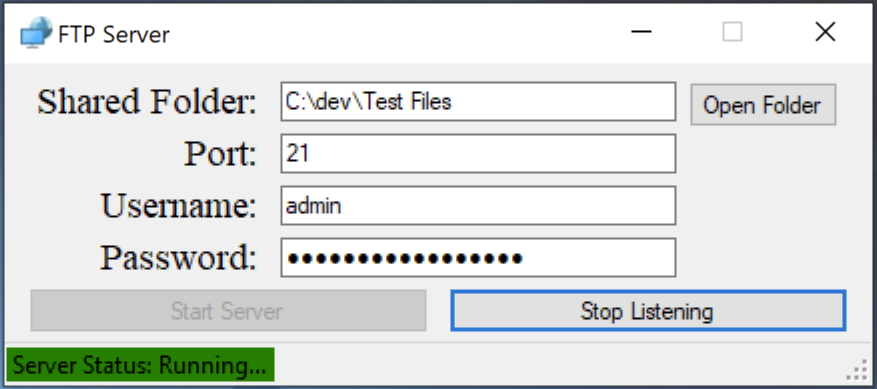 FTP Server
Shared Folder: C:\dev\Test Files Open Folder
Port: 21
Username: admin
Password: •••••••••••••••••
Start Server Stop Listening
Server Status: Running...